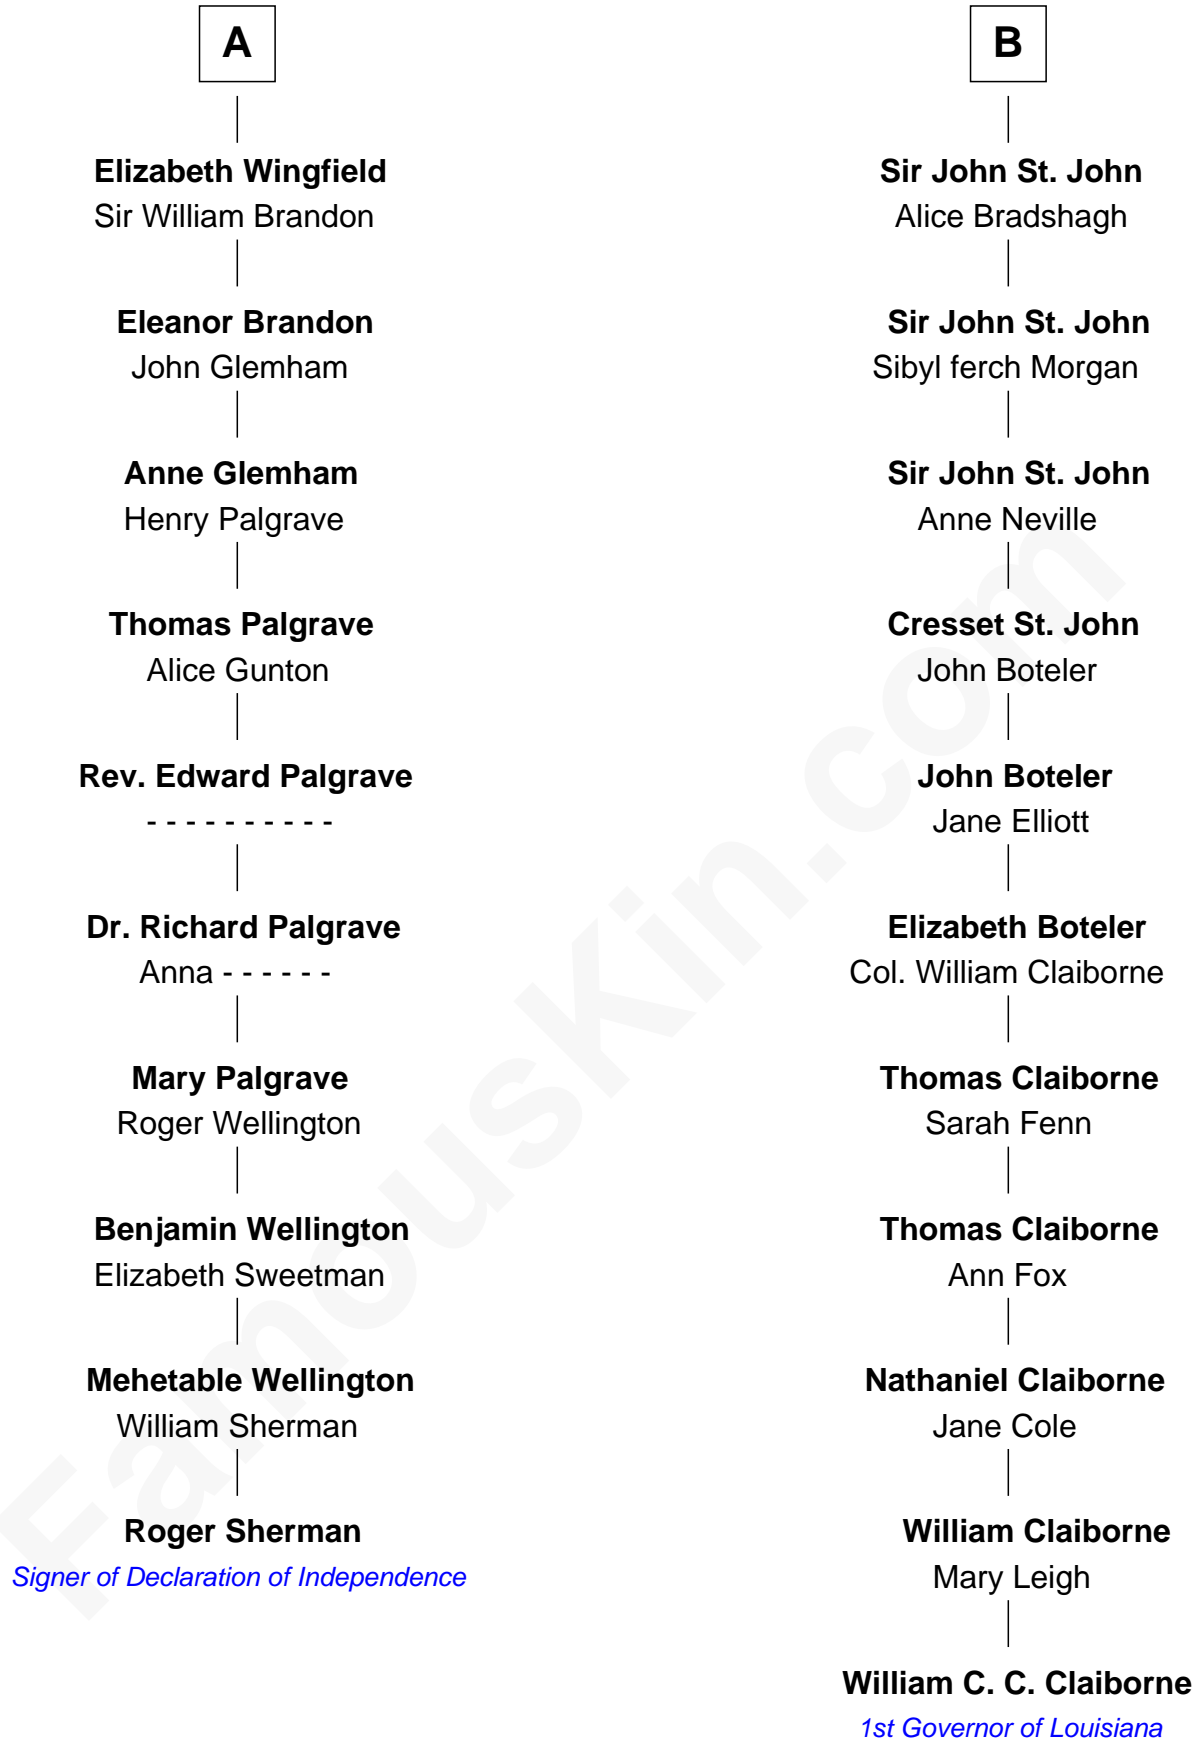 A
Elizabeth Wingfield
Sir William Brandon
Eleanor Brandon
John Glemham
Anne Glemham
Henry Palgrave
Thomas Palgrave
Alice Gunton
Rev. Edward Palgrave
- - - - - - - - - -
Dr. Richard Palgrave
Anna - - - - - -
Mary Palgrave
Roger Wellington
Benjamin Wellington
Elizabeth Sweetman
Mehetable Wellington
William Sherman
Roger Sherman
Signer of Declaration of Independence
B
Sir John St. John
Alice Bradshagh
Sir John St. John
Sibyl ferch Morgan
Sir John St. John
Anne Neville
Cresset St. John
John Boteler
John Boteler
Jane Elliott
Elizabeth Boteler
Col. William Claiborne
Thomas Claiborne
Sarah Fenn
Thomas Claiborne
Ann Fox
Nathaniel Claiborne
Jane Cole
William Claiborne
Mary Leigh
William C. C. Claiborne
1st Governor of Louisiana
FamousKin.com